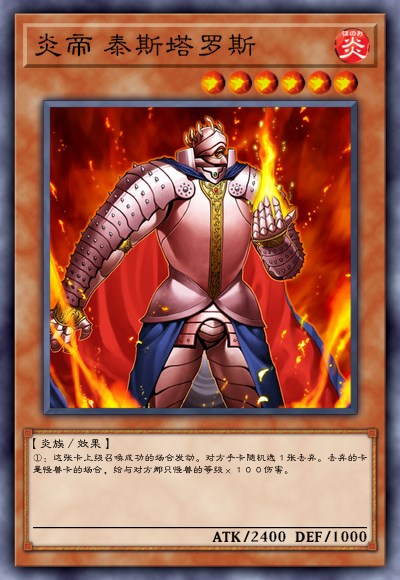 炎帝 泰斯塔罗斯
ほのお
炎
【炎族／效果】
①：这张卡上级召唤成功的场合发动。对方手卡随机选１张丢弃。丢弃的卡
是怪兽卡的场合，给与对方那只怪兽的等级×１００伤害。
ATK/2400 DEF/1000